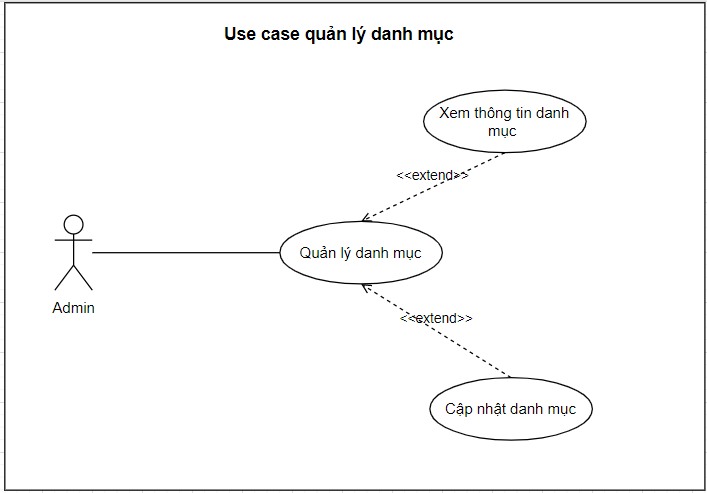 Use case quản lý danh mục
Xem thông tin danh
mục
<<extend>>
Quản lý danh mục
Admin
<<extend>>
Cập nhật danh mục